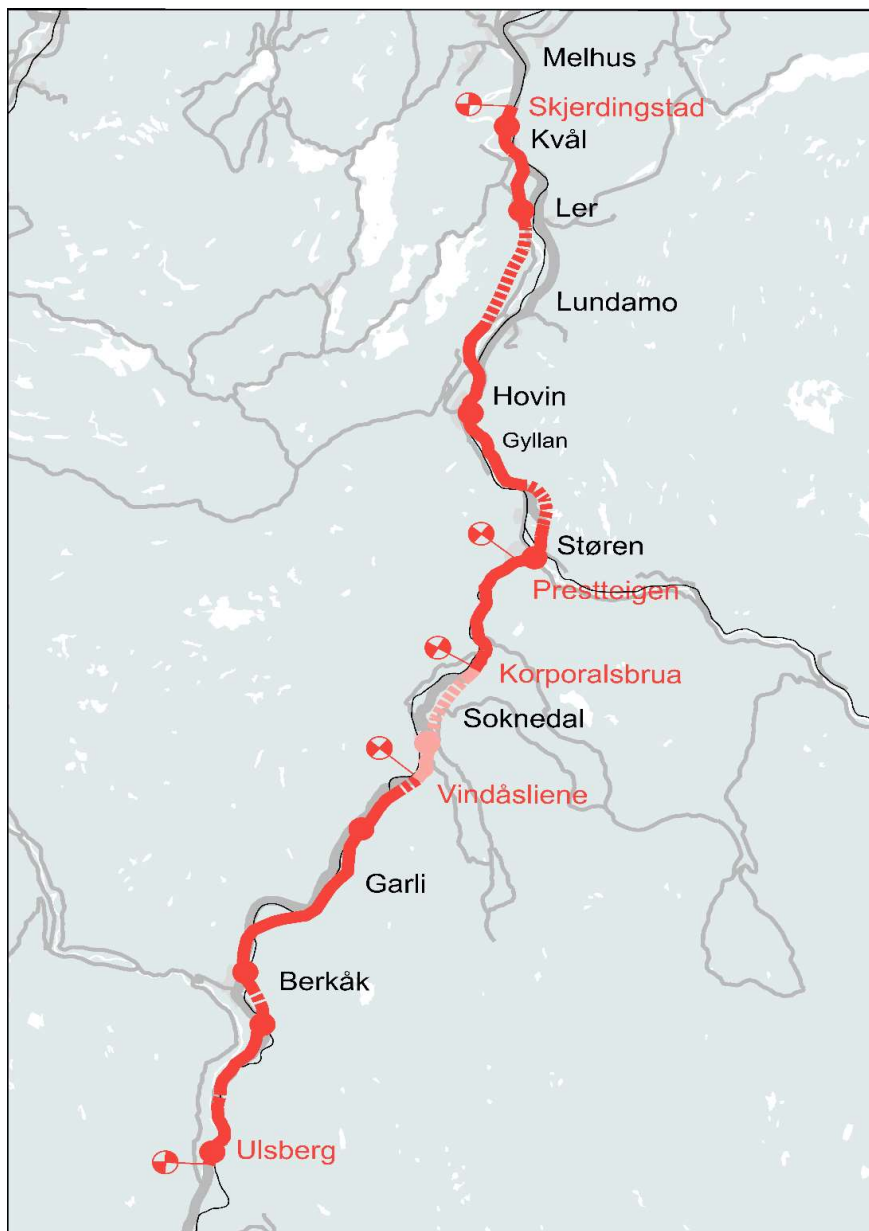 Melhus
Skjerdingstad
Kvål
Ler
Lundamo
Hovin
Gyllan
Støren
Prestteigen
Korporalsbrua
Soknedal
Vindåsliene
Garli
Berkåk
Ulsberg